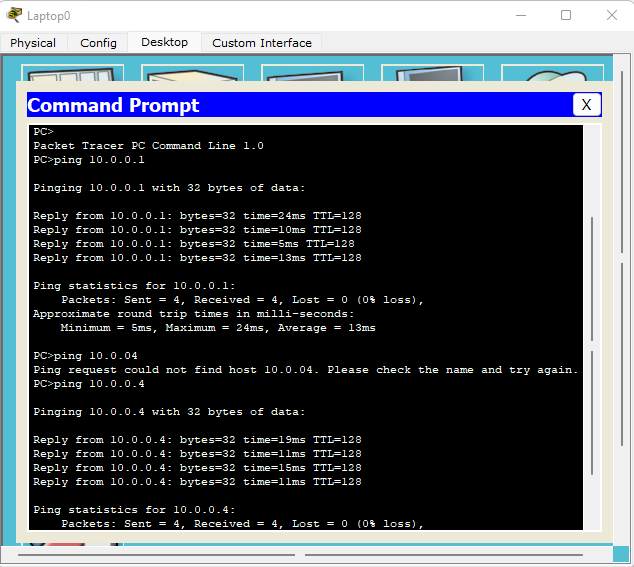 Laptop0
Physical Config Desktop Custom Interface
Command Prompt X
PC>
Packet Tracer PC Command Line 1.0
PC>ping 10.0.0.1
Pinging 10.0.0.1 with 32 bytes of data:
Reply from 10.0.0.1: bytes=32 time=24ms TTL=128
Reply from 10.0.0.1: bytes=32 time=10ms TTL=128
Reply from 10.0.0.1: bytes=32 time=5ms TTL=128
Reply from 10.0.0.1: bytes=32 time=13ms TTL=128
Ping statistics for 10.0.0.1:
    Packets: Sent = 4, Received = 4, Lost = 0 (0% loss),
Approximate round trip times in milli-seconds:
    Minimum = 5ms, Maximum = 24ms, Average = 13ms
PC>ping 10.0.04
Ping request could not find host 10.0.04. Please check the name and try again.
PC>ping 10.0.0.4
Pinging 10.0.0.4 with 32 bytes of data:
Reply from 10.0.0.4: bytes=32 time=19ms TTL=128
Reply from 10.0.0.4: bytes=32 time=11ms TTL=128
Reply from 10.0.0.4: bytes=32 time=15ms TTL=128
Reply from 10.0.0.4: bytes=32 time=11ms TTL=128
Ping statistics for 10.0.0.4:
    Packets: Sent = 4, Received = 4, Lost = 0 (0% loss),